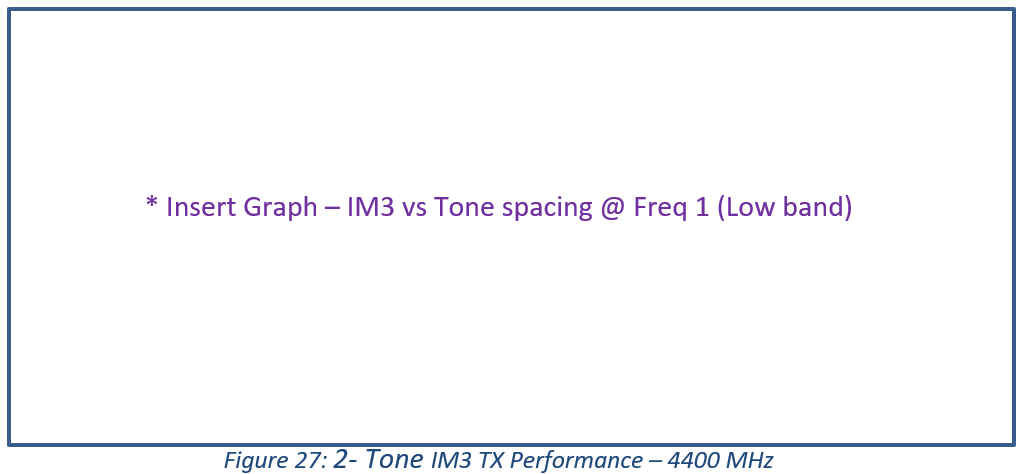 * Insert Graph – IM3 vs Tone spacing @ Freq 1 (Low band)
Figure 27: 2- Tone IM3 TX Performance – 4400 MHz